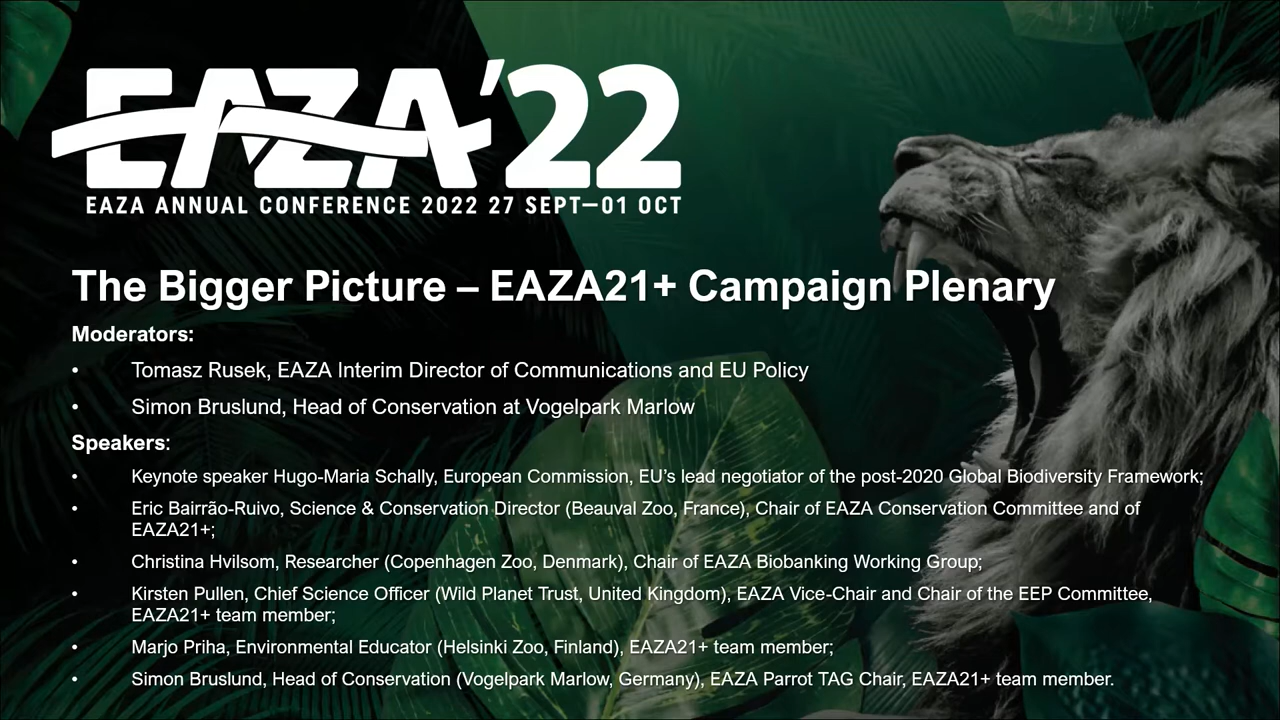 EAZA'22
EAZA ANNUAL CONFERENCE 2022 27 SEPT—01 OCT
The Bigger Picture – EAZA21+ Campaign Plenary
Moderators:
• Tomasz Rusek, EAZA Interim Director of Communications and EU Policy
• Simon Bruslund, Head of Conservation at Vogelpark Marlow
Speakers:
• Keynote speaker Hugo-Maria Schally, European Commission, EU's lead negotiator of the post-2020 Global Biodiversity Framework;
• Eric Bairrão-Ruivo, Science & Conservation Director (Beauval Zoo, France), Chair of EAZA Conservation Committee and of
EAZA21+;
• Christina Hvilsom, Researcher (Copenhagen Zoo, Denmark), Chair of EAZA Biobanking Working Group;
• Kirsten Pullen, Chief Science Officer (Wild Planet Trust, United Kingdom), EAZA Vice-Chair and Chair of the EEP Committee,
EAZA21+ team member;
• Marjo Priha, Environmental Educator (Helsinki Zoo, Finland), EAZA21+ team member;
• Simon Bruslund, Head of Conservation (Vogelpark Marlow, Germany), EAZA Parrot TAG Chair, EAZA21+ team member.